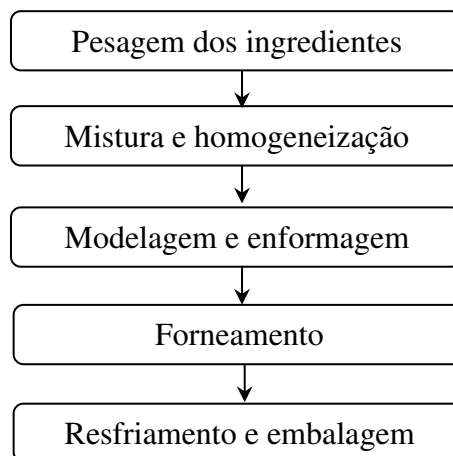 Pesagem dos ingredientes
Mistura e homogeneização
Modelagem e enformagem
Forneamento
Resfriamento e embalagem